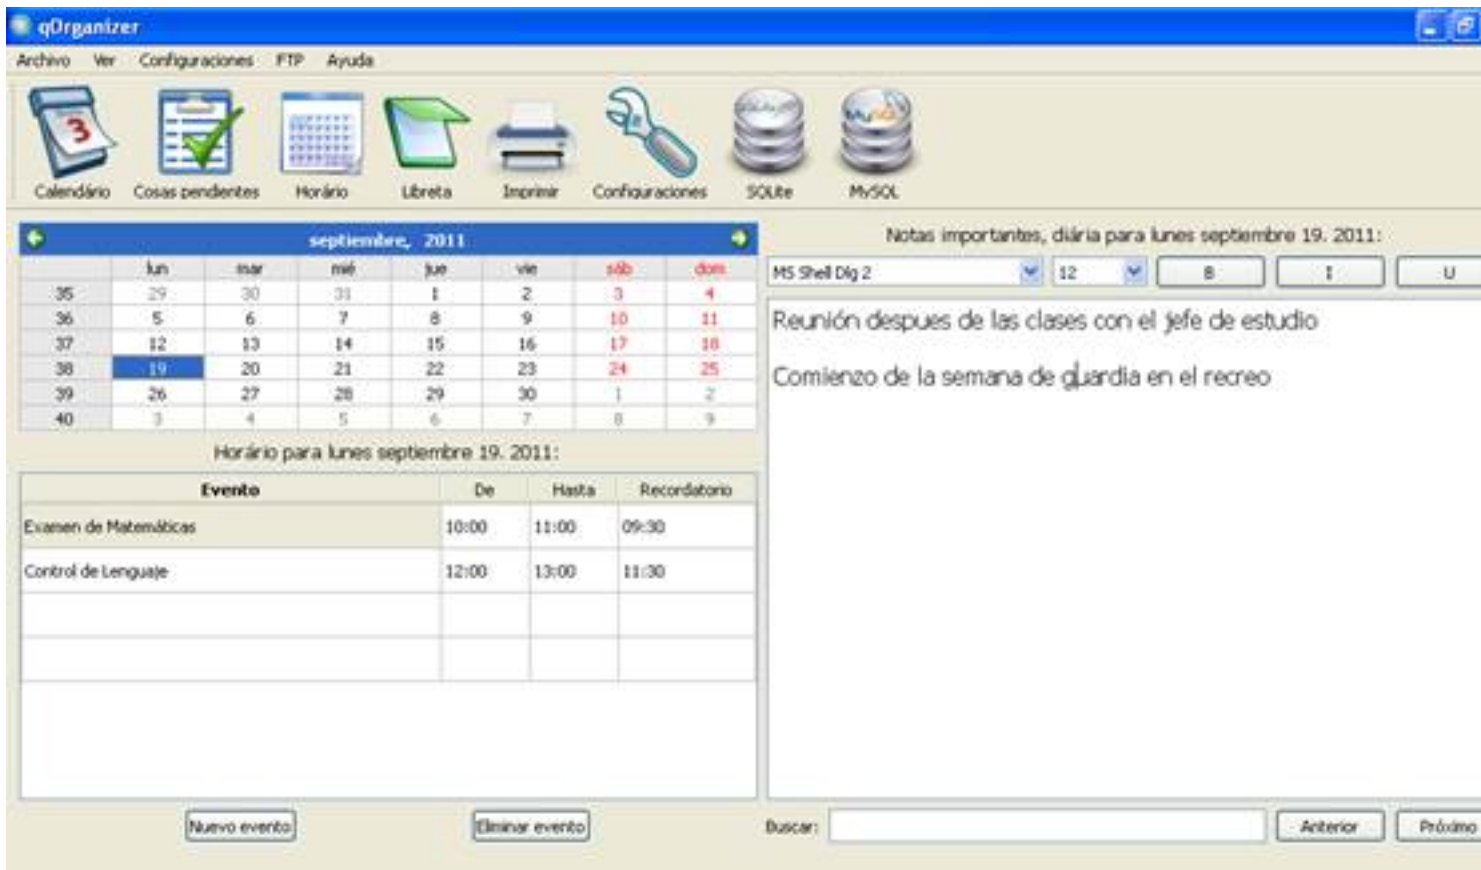 qOrganizer
Archivo Ver Configuraciones FTP Ayuda
3
SQLite
MySQL
Calendário Cosas pendentes Horário Libreta Imprimir Configuraciones SQLite MySQL
septiembre, 2011
lun mar mié jue vie sáb dom
35 29 30 31 1 2 3 4
36 5 6 7 8 9 10 11
37 12 13 14 15 16 17 18
38 19 20 21 22 23 24 25
39 26 27 28 29 30 1 2
40 3 4 5 6 7 8 9
Horário para lunes septiembre 19. 2011:
Evento De Hasta Recordatorio
Examen de Matemáticas 10:00 11:00 09:30
Control de Lenguaje 12:00 13:00 11:30
Nuevo evento Eliminar evento
Notas importantes, diária para lunes septiembre 19. 2011:
MS Shell Dlg 2 12 B I U
Reunión despues de las clases con el jefe de estudio
Comienzo de la semana de guardia en el recreo
Buscar: Anterior Próximo